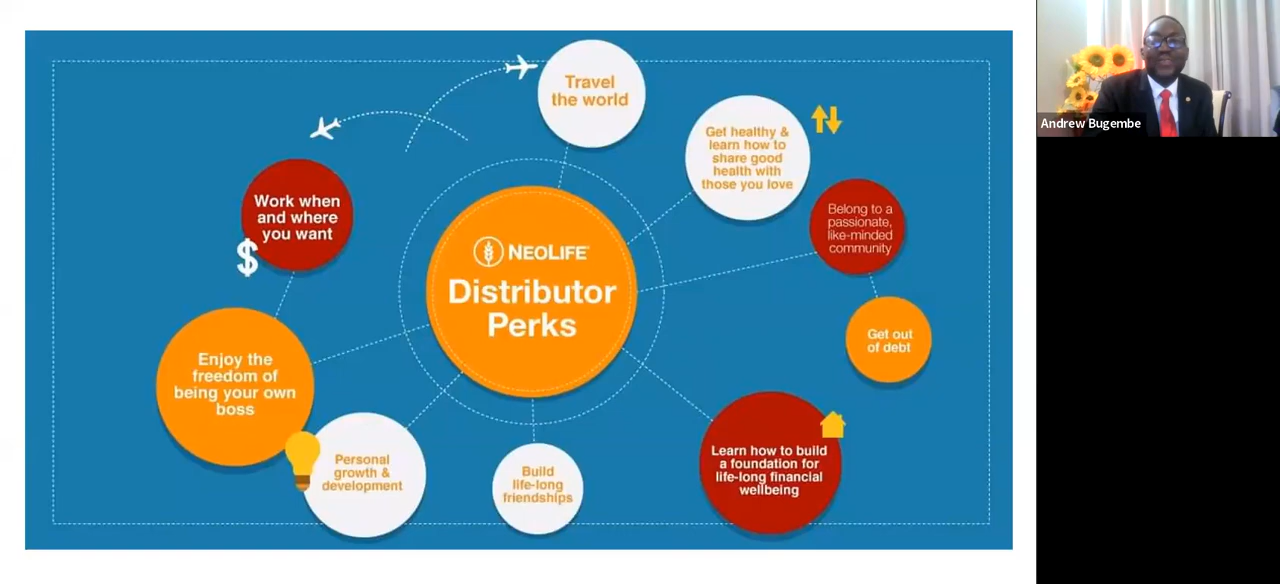 Travel
the world
Get healthy &
learn how to
share good
health with
those you love
Andrew Bugembe
Work when
and where
you want
$
Belong to a
passionate,
like-minded
community
NEOLIFE
Distributor
Perks
Get out
of debt
Enjoy the
freedom of
being your own
boss
Personal
growth &
development
Build
life-long
friendships
Learn how to build
a foundation for
life-long financial
wellbeing